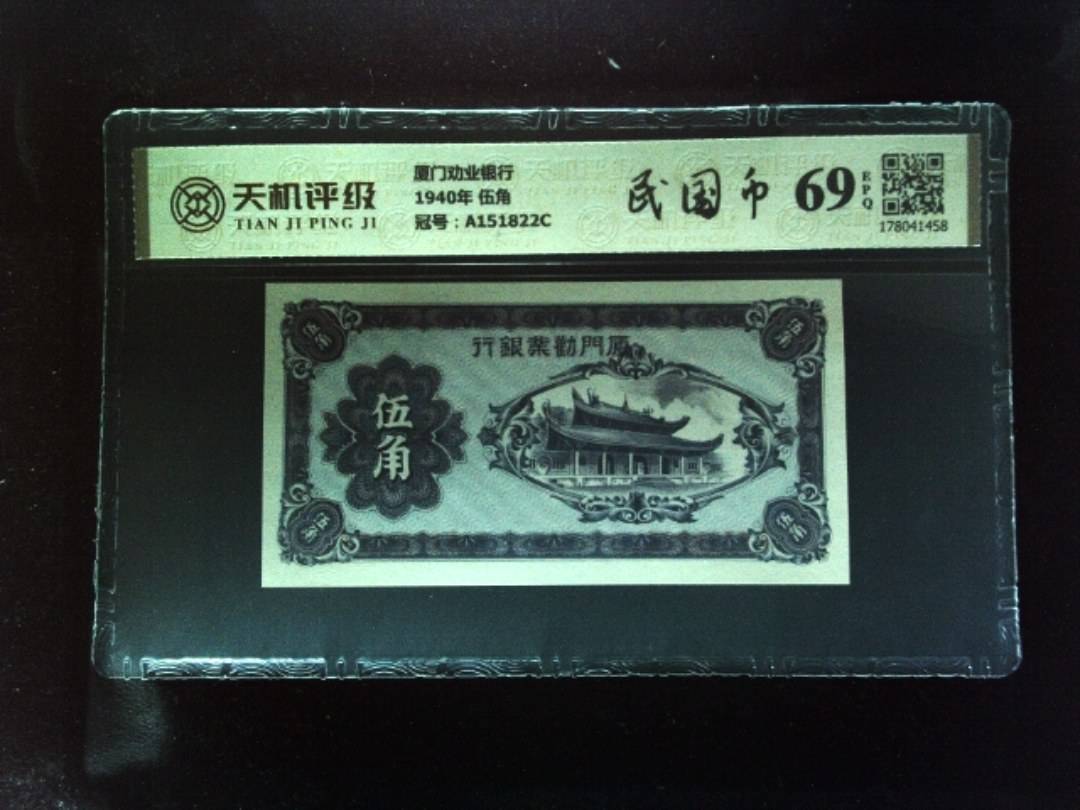 天机评级
TIAN JI PING JI
厦门劝业银行
1940年 伍角
冠号：A151822C
民国币
69
EPQ
178041458
行銀業勸門厦
伍角
伍角
伍角
伍角
伍角